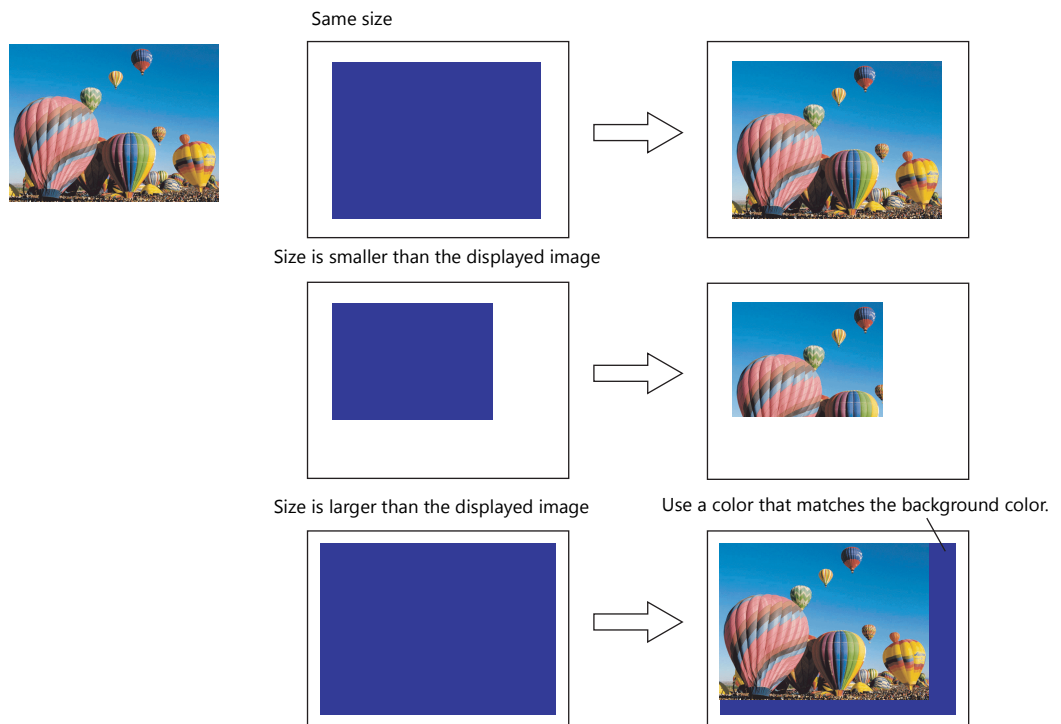 Same size
Size is smaller than the displayed image
Size is larger than the displayed image
Use a color that matches the background color.